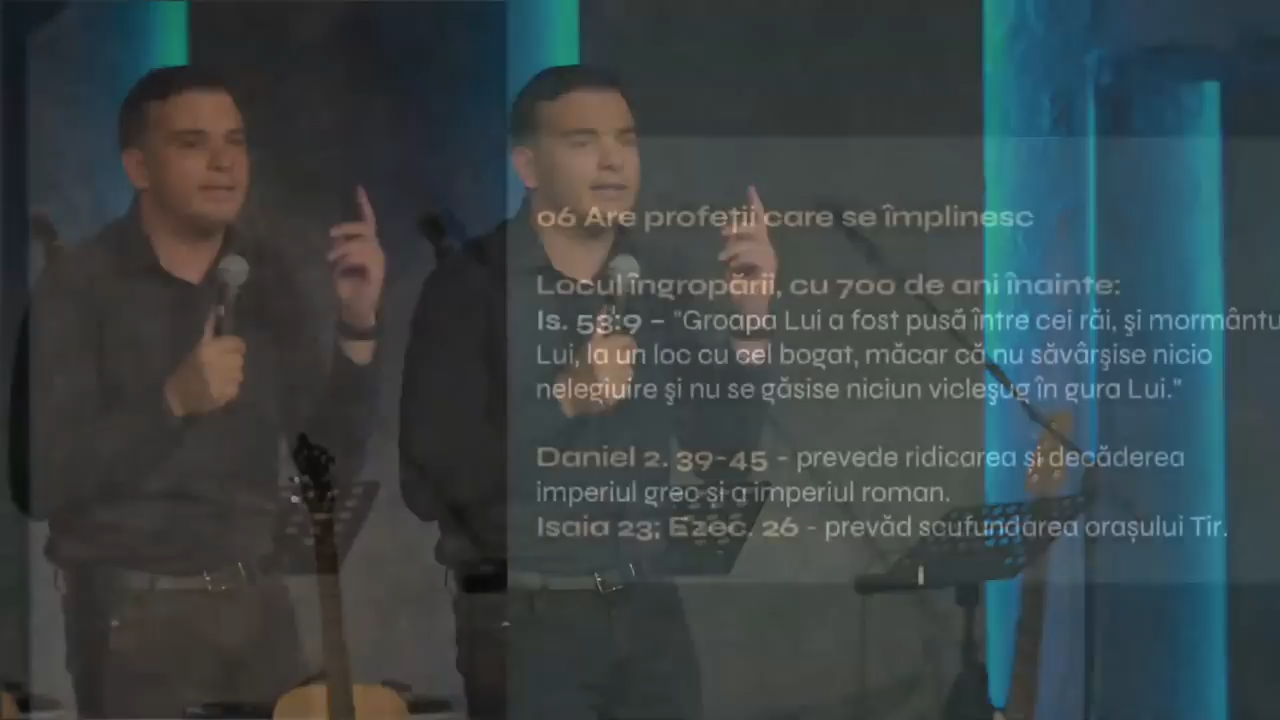 06 Are profeții care se împlinesc
Locul îngropării, cu 700 de ani înainte:
Is. 53:9 – "Groapa Lui a fost pusă între cei răi, şi mormântu
Lui, la un loc cu cel bogat, măcar că nu săvârşise nicio
nelegiuire şi nu se găsise niciun vicleşug în gura Lui."
Daniel 2. 39-45 - prevede ridicarea și decăderea
imperiul grec și a imperiul roman.
Isaia 23; Ezec. 26 - prevăd scufundarea orașului Tir.